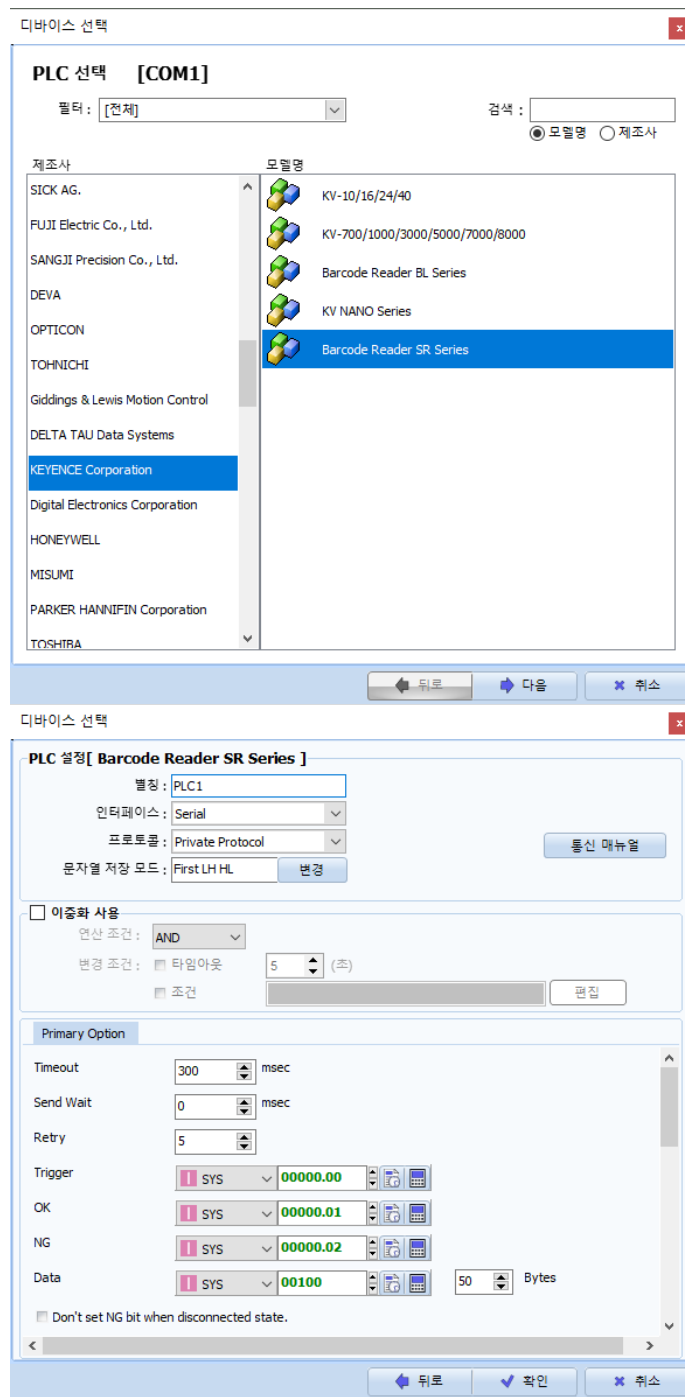 디바이스 선택
x
PLC 선택 [COM1]
필터 : [전체]
검색 :
모델명 제조사
제조사
모델명
SICK AG.
FUJI Electric Co., Ltd.
SANGJI Precision Co., Ltd.
DEVA
OPTICON
TOHNICHI
Giddings & Lewis Motion Control
DELTA TAU Data Systems
KEYENCE Corporation
Digital Electronics Corporation
HONEYWELL
MISUMI
PARKER HANNIFIN Corporation
TOSHIBA
KV-10/16/24/40
KV-700/1000/3000/5000/7000/8000
Barcode Reader BL Series
KV NANO Series
Barcode Reader SR Series
뒤로 다음 취소
디바이스 선택
x
PLC 설정[ Barcode Reader SR Series ]
별칭 : PLC1
인터페이스 : Serial
프로토콜 : Private Protocol
통신 매뉴얼
문자열 저장 모드 : First LH HL 변경
이중화 사용
연산 조건 : AND
변경 조건 : 타임아웃 5 (초)
조건 편집
Primary Option
Timeout 300 msec
Send Wait 0 msec
Retry 5
Trigger SYS 00000.00
OK SYS 00000.01
NG SYS 00000.02
Data SYS 00100 50 Bytes
Don't set NG bit when disconnected state.
뒤로 확인 취소